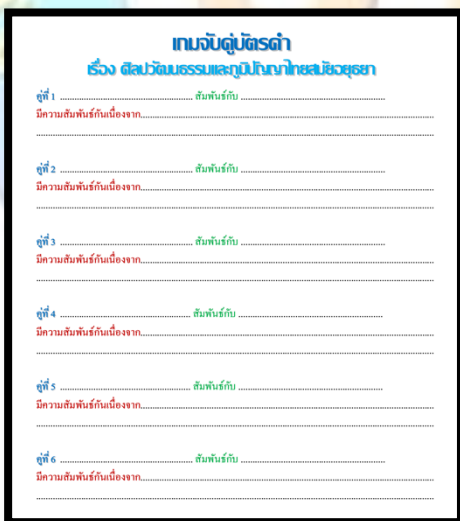 เกมจับคู่บัตรคำ
เรื่อง ศิลปวัฒนธรรมและภูมิปัญญาไทยสมัยอยุธยา
คู่ที่ 1 ................................................ สัมพันธ์กับ ....................................................
มีความสัมพันธ์กันเนื่องจาก..........................................................................................................
................................................................................................................................................
คู่ที่ 2 ................................................ สัมพันธ์กับ ....................................................
มีความสัมพันธ์กันเนื่องจาก..........................................................................................................
................................................................................................................................................
คู่ที่ 3 ................................................ สัมพันธ์กับ ....................................................
มีความสัมพันธ์กันเนื่องจาก..........................................................................................................
................................................................................................................................................
คู่ที่ 4 ................................................ สัมพันธ์กับ ....................................................
มีความสัมพันธ์กันเนื่องจาก..........................................................................................................
................................................................................................................................................
คู่ที่ 5 ................................................ สัมพันธ์กับ ....................................................
มีความสัมพันธ์กันเนื่องจาก..........................................................................................................
................................................................................................................................................
คู่ที่ 6 ................................................ สัมพันธ์กับ ....................................................
มีความสัมพันธ์กันเนื่องจาก..........................................................................................................
................................................................................................................................................